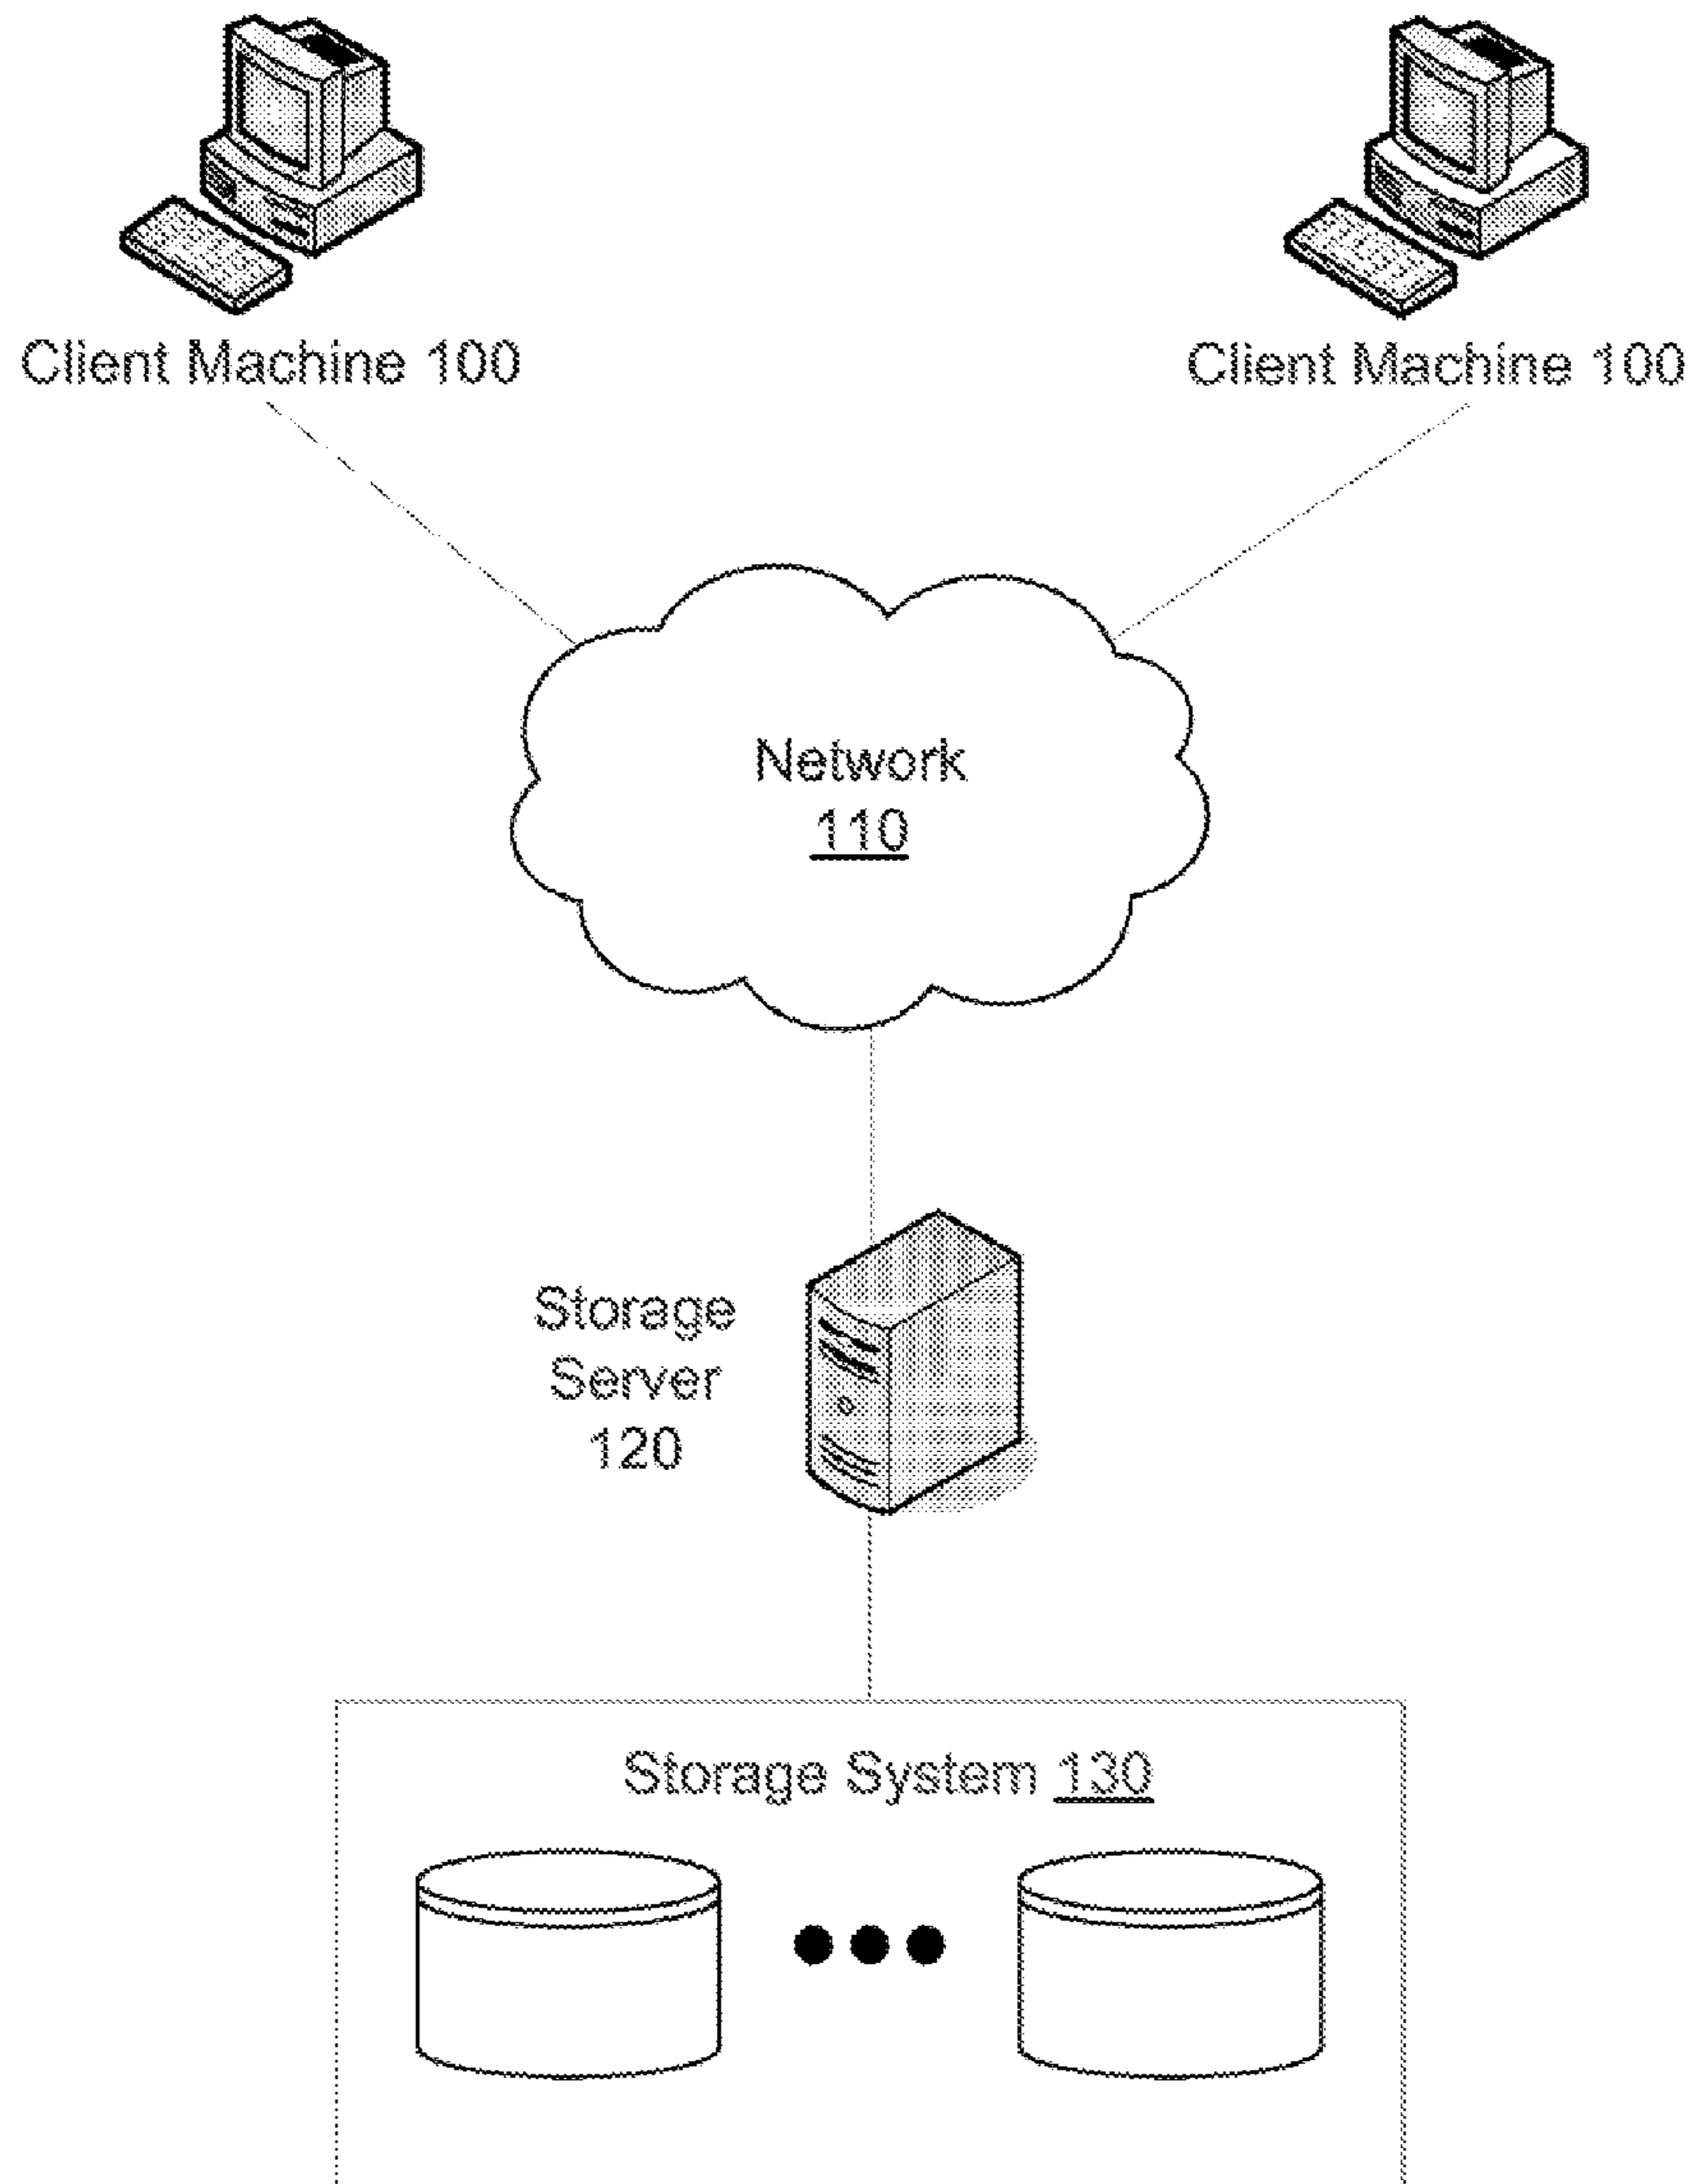 Client Machine 100
Client Machine 100
Network
110
Storage
Server
120
Storage System 130